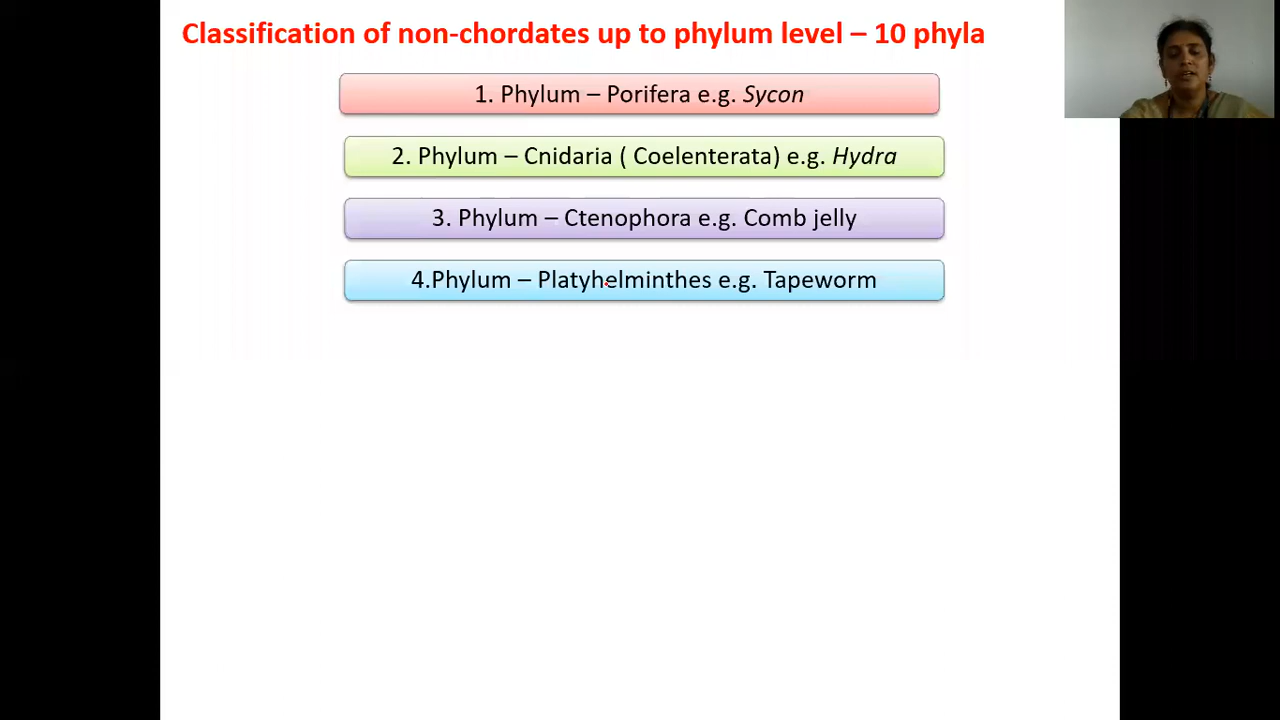 Classification of non-chordates up to phylum level – 10 phyla
1. Phylum – Porifera e.g. Sycon
2. Phylum – Cnidaria ( Coelenterata) e.g. Hydra
3. Phylum – Ctenophora e.g. Comb jelly
4.Phylum – Platyhelminthes e.g. Tapeworm